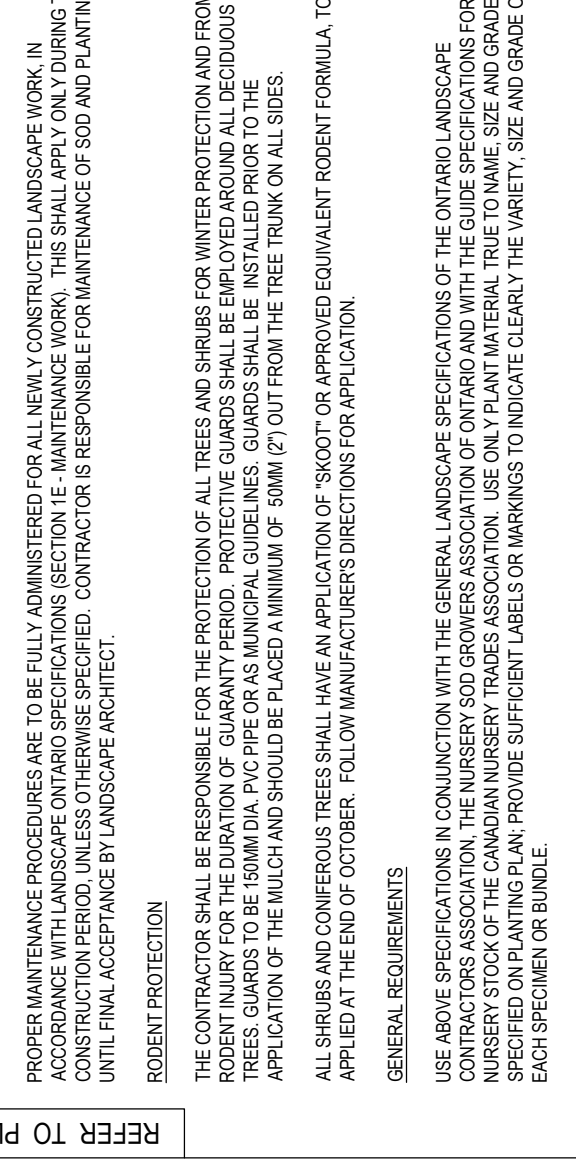 PROPER MAINTENANCE PROCEDURES ARE TO BE FULLY ADMINISTERED FOR ALL NEWLY CONSTRUCTED LANDSCAPE WORK, IN
ACCORDANCE WITH LANDSCAPE ONTARIO SPECIFICATIONS (SECTION 1E - MAINTENANCE WORK). THIS SHALL APPLY ONLY DURING
CONSTRUCTION PERIOD, UNLESS OTHERWISE SPECIFIED. CONTRACTOR IS RESPONSIBLE FOR MAINTENANCE OF SOD AND PLANTIN
UNTIL FINAL ACCEPTANCE BY LANDSCAPE ARCHITECT.
RODENT PROTECTION
THE CONTRACTOR SHALL BE RESPONSIBLE FOR THE PROTECTION OF ALL TREES AND SHRUBS FOR WINTER PROTECTION AND FROM
RODENT INJURY FOR THE DURATION OF GUARANTY PERIOD. PROTECTIVE GUARDS SHALL BE EMPLOYED AROUND ALL DECIDUOUS
TREES. GUARDS TO BE 150MM DIA. PVC PIPE OR AS MUNICIPAL GUIDELINES. GUARDS SHALL BE INSTALLED PRIOR TO THE
APPLICATION OF THE MULCH AND SHOULD BE PLACED A MINIMUM OF 50MM (2") OUT FROM THE TREE TRUNK ON ALL SIDES.
ALL SHRUBS AND CONIFEROUS TREES SHALL HAVE AN APPLICATION OF "SKOOT" OR APPROVED EQUIVALENT RODENT FORMULA, TO
APPLIED AT THE END OF OCTOBER. FOLLOW MANUFACTURER'S DIRECTIONS FOR APPLICATION.
GENERAL REQUIREMENTS
USE ABOVE SPECIFICATIONS IN CONJUNCTION WITH THE GENERAL LANDSCAPE SPECIFICATIONS OF THE ONTARIO LANDSCAPE
CONTRACTORS ASSOCIATION, THE NURSERY SOD GROWERS ASSOCIATION OF ONTARIO AND WITH THE GUIDE SPECIFICATIONS FOR
NURSERY STOCK OF THE CANADIAN NURSERY TRADES ASSOCIATION. USE ONLY PLANT MATERIAL TRUE TO NAME, SIZE AND GRADE
SPECIFIED ON PLANTING PLAN; PROVIDE SUFFICIENT LABELS OR MARKINGS TO INDICATE CLEARLY THE VARIETY, SIZE AND GRADE
EACH SPECIMEN OR BUNDLE.
REFER TO